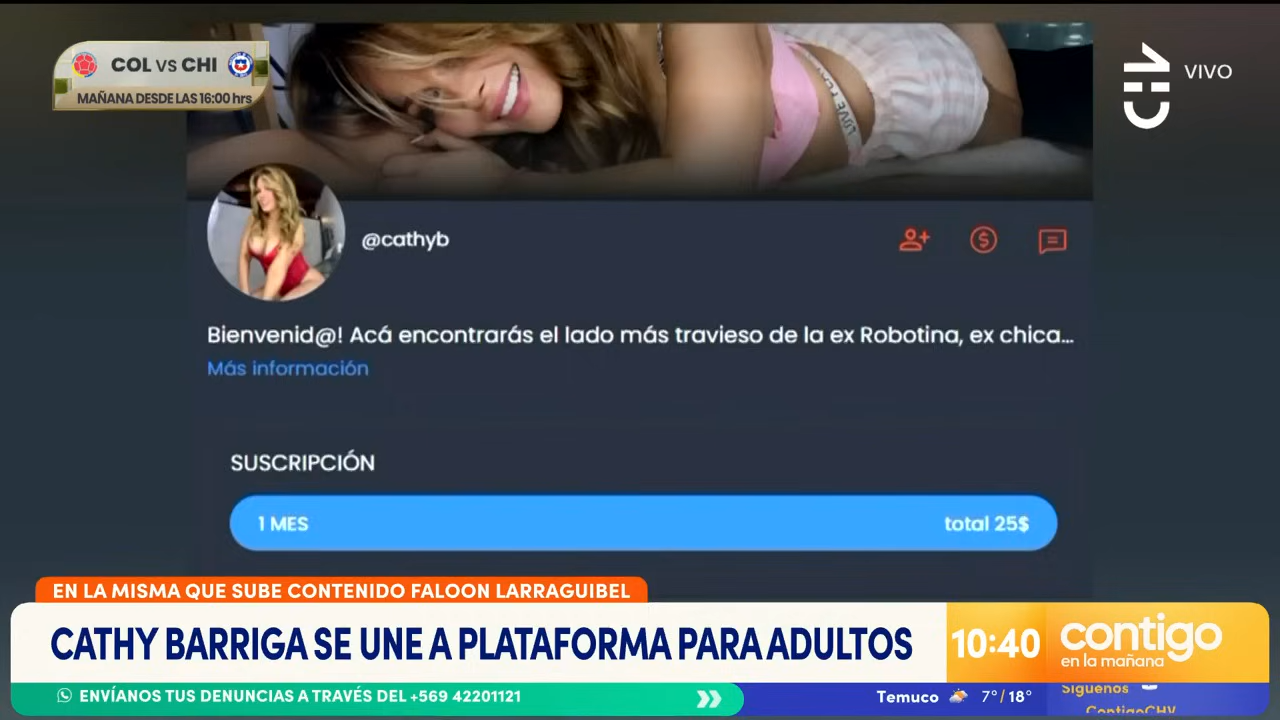 COL VS CHI
MAÑANA DESDE LAS 16:00 hrs
CHV VIVO
LOVE
@cathyb
Bienvenid@! Acá encontrarás el lado más travieso de la ex Robotina, ex chica...
Más información
SUSCRIPCIÓN
1 MES total 25$
EN LA MISMA QUE SUBE CONTENIDO FALOON LARRAGUIBEL
CATHY BARRIGA SE UNE A PLATAFORMA PARA ADULTOS
10:40
contigo
en la mañana
ENVÍANOS TUS DENUNCIAS A TRAVÉS DEL +569 42201121
Temuco 7°/18°
Síguenos
ContigoCHV